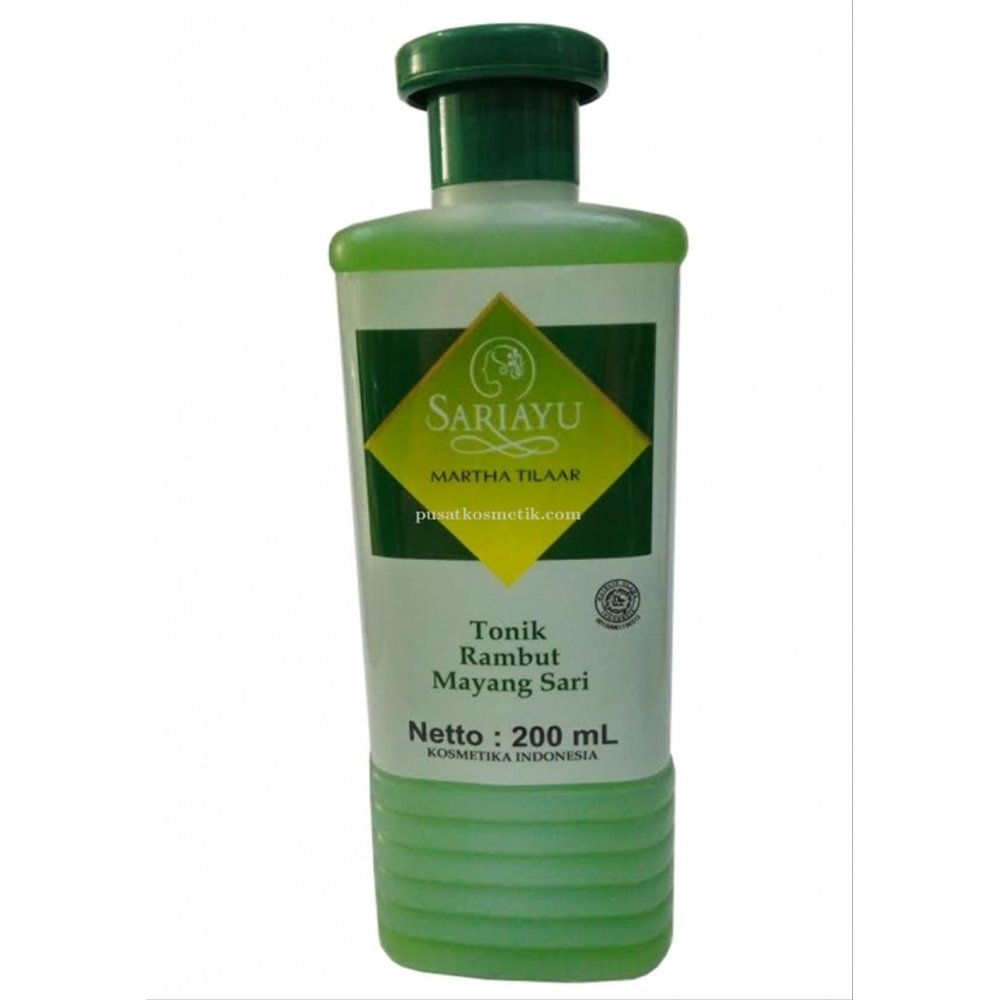 SARIAYU
MARTHA TILAAR
pusatkosmetik.com
Tonik
Rambut
Mayang Sari
Netto : 200 mL
KOSMETIKA INDONESIA